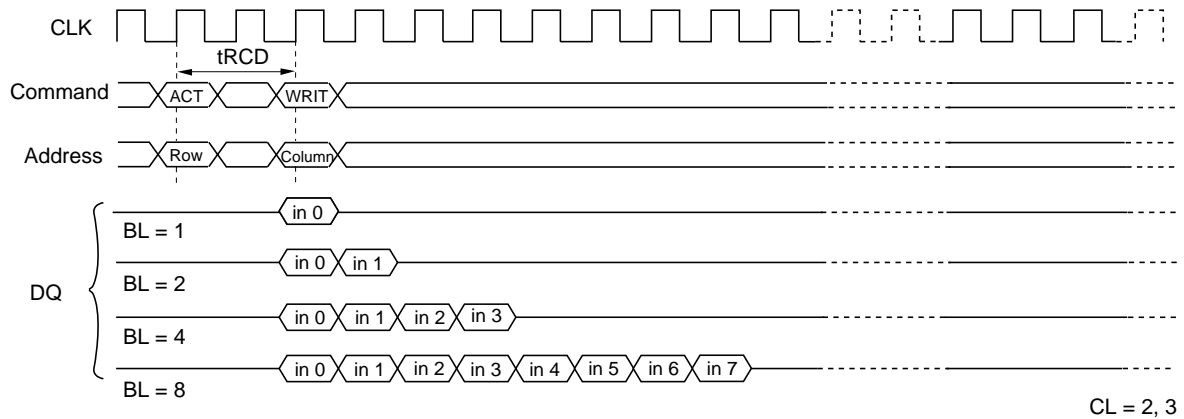 CLK
tRCD
Command ACT WRIT
Address Row Column
in 0
BL = 1
in 0 in 1
BL = 2
DQ
in 0 in 1 in 2 in 3
BL = 4
in 0 in 1 in 2 in 3 in 4 in 5 in 6 in 7
BL = 8
CL = 2, 3